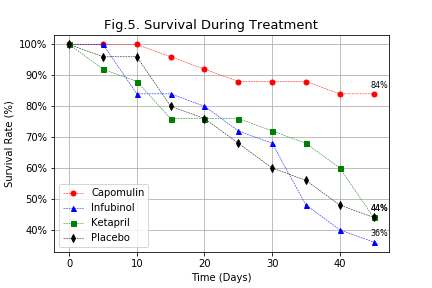 Fig.5. Survival During Treatment
100%
90%
80%
70%
60%
50%
40%
Survival Rate (%)
84%
44%
36%
Capomulin
Infubinol
Ketapril
Placebo
0
10
20
30
40
Time (Days)